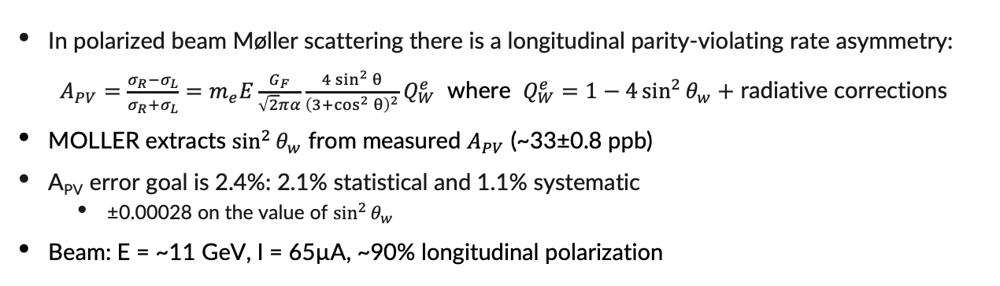 • In polarized beam Møller scattering there is a longitudinal parity-violating rate asymmetry:
A_PV = (σ_R−σ_L)/(σ_R+σ_L) = m_e E (G_F)/(√2πα) (4 sin² θ)/((3+cos² θ)²) Q_W^e where Q_W^e = 1 − 4 sin² θ_w + radiative corrections
• MOLLER extracts sin² θ_w from measured A_PV (~33±0.8 ppb)
• A_PV error goal is 2.4%: 2.1% statistical and 1.1% systematic
• ±0.00028 on the value of sin² θ_w
• Beam: E = ~11 GeV, I = 65µA, ~90% longitudinal polarization